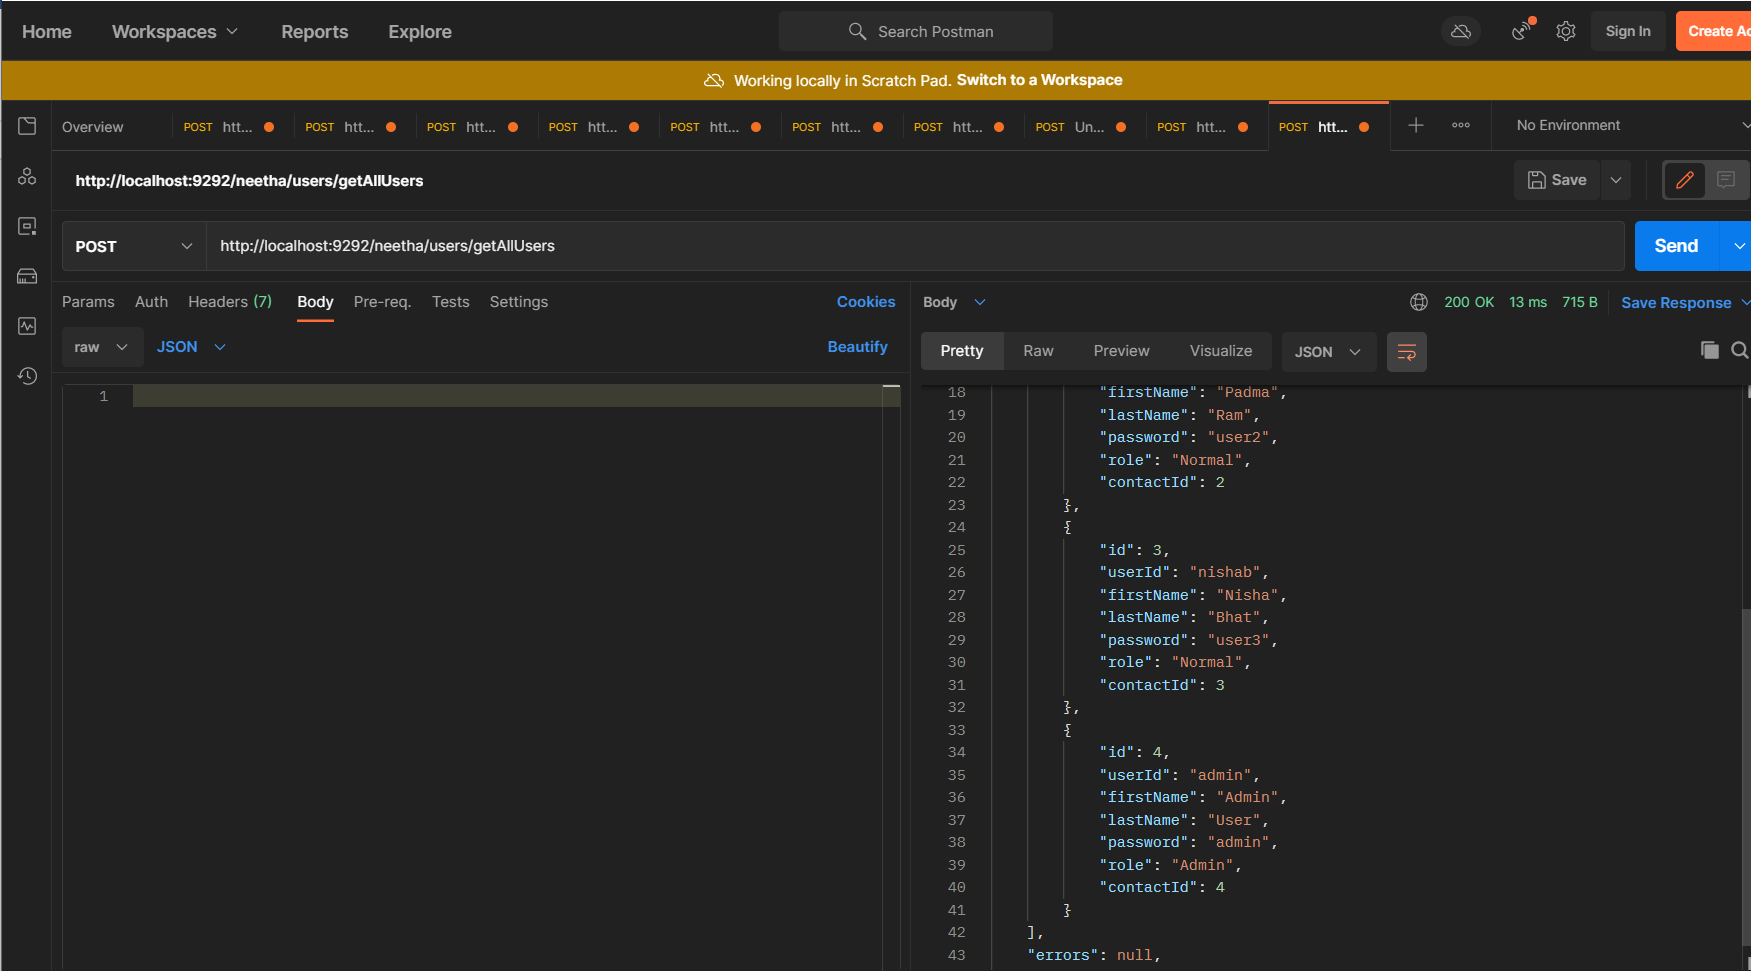 Home Workspaces Reports Explore Search Postman Sign In Create Ac
Working locally in Scratch Pad. Switch to a Workspace
Overview POST htt... POST htt... POST htt... POST htt... POST htt... POST htt... POST htt... POST Un... POST htt... POST htt... No Environment
http://localhost:9292/neetha/users/getAllUsers Save
POST http://localhost:9292/neetha/users/getAllUsers Send
Params Auth Headers (7) Body Pre-req. Tests Settings Cookies
raw JSON Beautify
1
Body 200 OK 13 ms 715 B Save Response
Pretty Raw Preview Visualize JSON
18 "firstName": "Padma",
19 "lastName": "Ram",
20 "password": "user2",
21 "role": "Normal",
22 "contactId": 2
23 },
24 {
25 "id": 3,
26 "userId": "nishab",
27 "firstName": "Nisha",
28 "lastName": "Bhat",
29 "password": "user3",
30 "role": "Normal",
31 "contactId": 3
32 },
33 {
34 "id": 4,
35 "userId": "admin",
36 "firstName": "Admin",
37 "lastName": "User",
38 "password": "admin",
39 "role": "Admin",
40 "contactId": 4
41 }
42 ],
43 "errors": null,